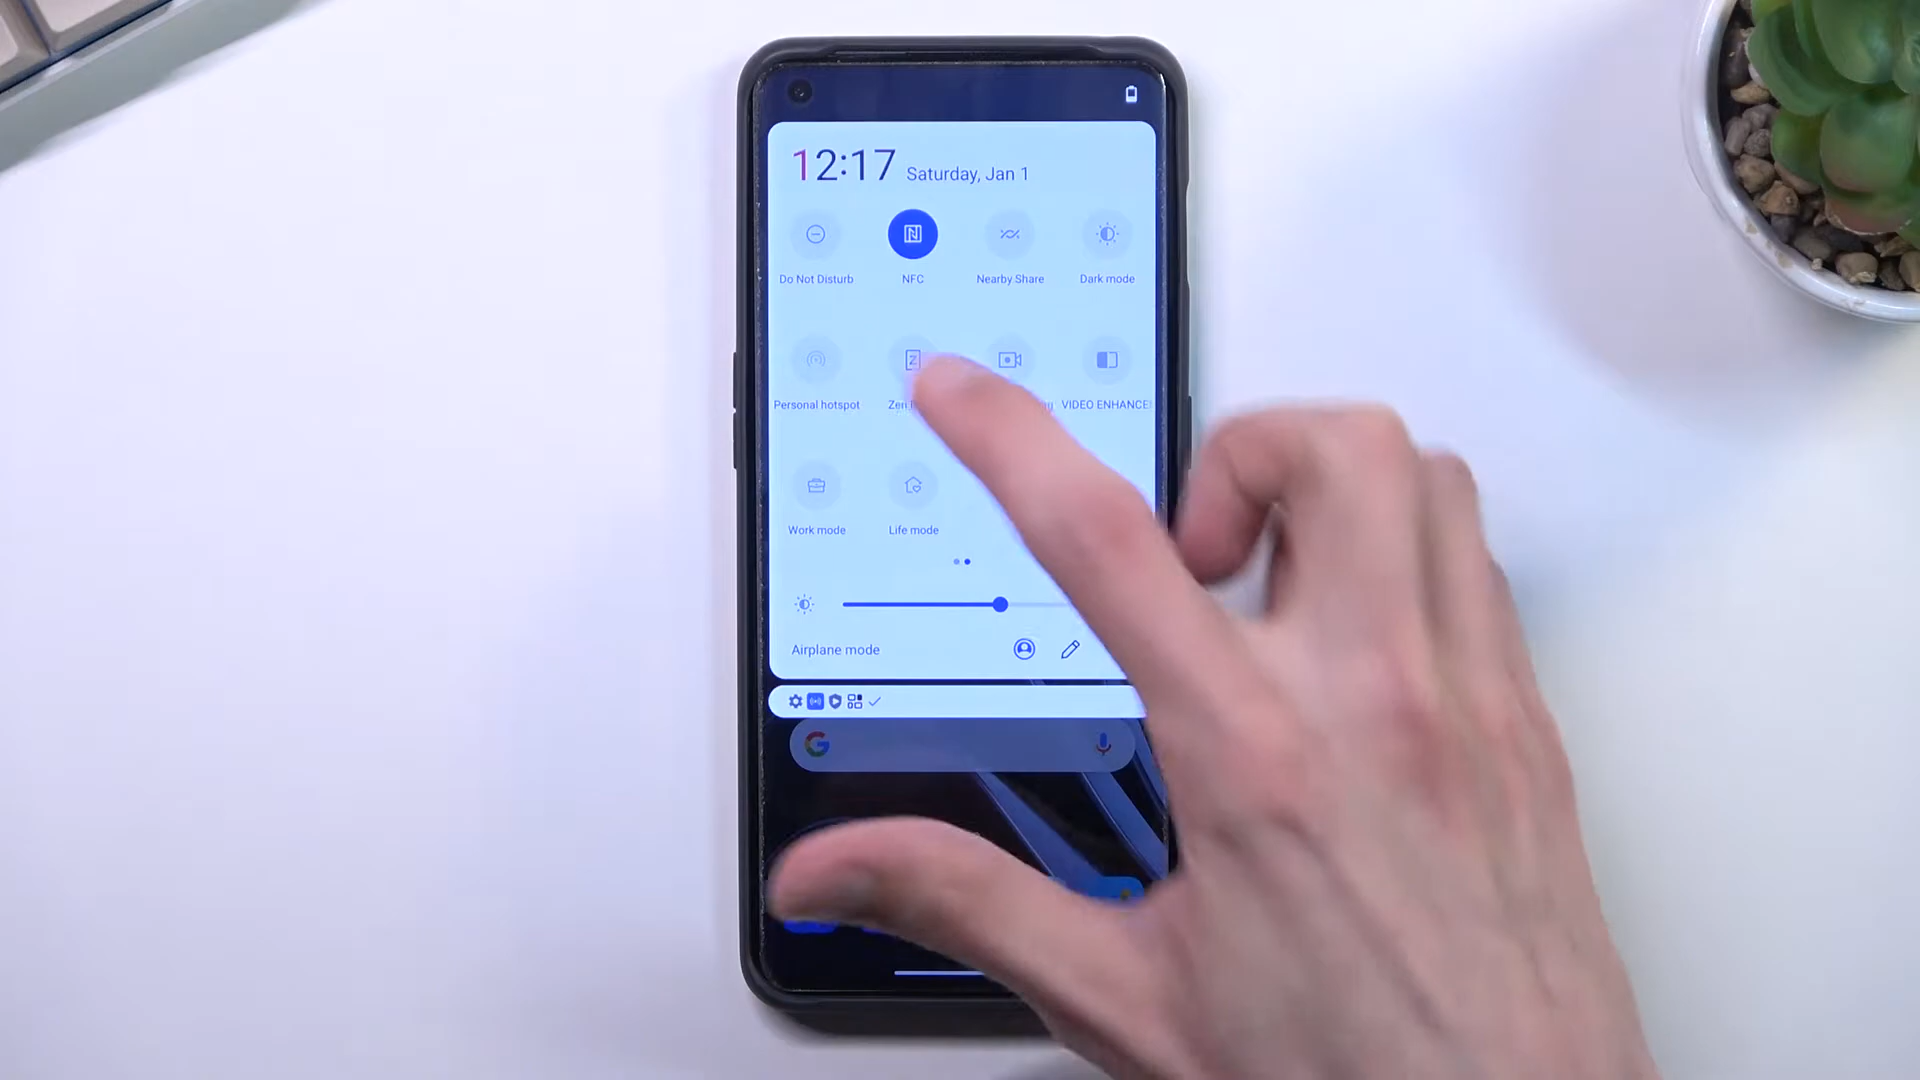 12:17 Saturday, Jan 1
Do Not Disturb NFC Nearby Share Dark mode
Personal hotspot Zen VIDEO ENHANCE
Work mode Life mode
Airplane mode